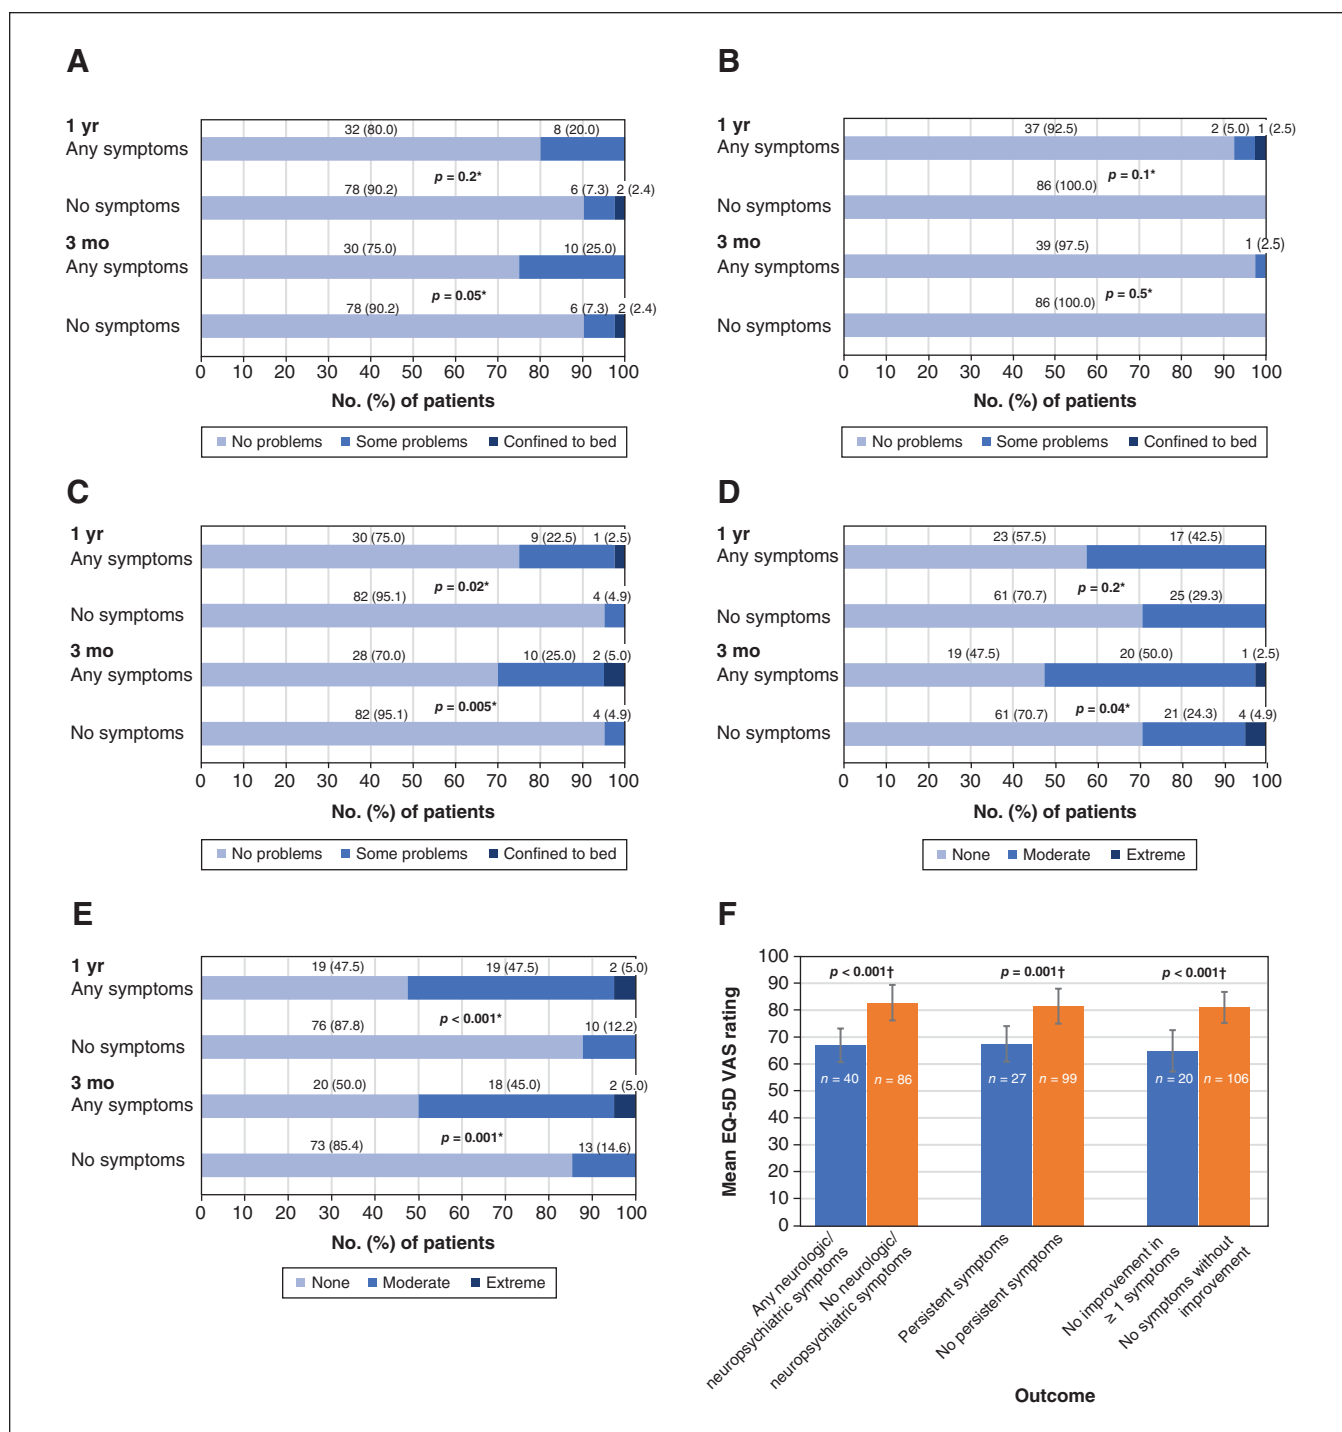 A
1 yr
32 (80.0) 8 (20.0)
Any symptoms
p = 0.2*
78 (90.2) 6 (7.3) 2 (2.4)
No symptoms
3 mo
30 (75.0) 10 (25.0)
Any symptoms
p = 0.05*
78 (90.2) 6 (7.3) 2 (2.4)
No symptoms
0 10 20 30 40 50 60 70 80 90 100
No. (%) of patients
No problems Some problems Confined to bed
B
1 yr
37 (92.5) 2 (5.0) 1 (2.5)
Any symptoms
p = 0.1*
86 (100.0)
No symptoms
3 mo
39 (97.5) 1 (2.5)
Any symptoms
p = 0.5*
86 (100.0)
No symptoms
0 10 20 30 40 50 60 70 80 90 100
No. (%) of patients
No problems Some problems Confined to bed
C
1 yr
30 (75.0) 9 (22.5) 1 (2.5)
Any symptoms
p = 0.02*
82 (95.1) 4 (4.9)
No symptoms
3 mo
28 (70.0) 10 (25.0) 2 (5.0)
Any symptoms
p = 0.005*
82 (95.1) 4 (4.9)
No symptoms
0 10 20 30 40 50 60 70 80 90 100
No. (%) of patients
No problems Some problems Confined to bed
D
1 yr
23 (57.5) 17 (42.5)
Any symptoms
p = 0.2*
61 (70.7) 25 (29.3)
No symptoms
3 mo
19 (47.5) 20 (50.0) 1 (2.5)
Any symptoms
p = 0.04*
61 (70.7) 21 (24.3) 4 (4.9)
No symptoms
0 10 20 30 40 50 60 70 80 90 100
No. (%) of patients
None Moderate Extreme
E
1 yr
19 (47.5) 19 (47.5) 2 (5.0)
Any symptoms
p < 0.001*
76 (87.8) 10 (12.2)
No symptoms
3 mo
20 (50.0) 18 (45.0) 2 (5.0)
Any symptoms
p = 0.001*
73 (85.4) 13 (14.6)
No symptoms
0 10 20 30 40 50 60 70 80 90 100
No. (%) of patients
None Moderate Extreme
F
Mean EQ-5D VAS rating
100
90
80
70
60
50
40
30
20
10
0
p < 0.001† p = 0.001† p < 0.001†
n = 40 n = 86 n = 27 n = 99 n = 20 n = 106
Any neurologic/
neuropsychiatric symptoms
No neurologic/
neuropsychiatric symptoms
Persistent symptoms
No persistent symptoms
No improvement in
≥ 1 symptoms
No symptoms without
improvement
Outcome